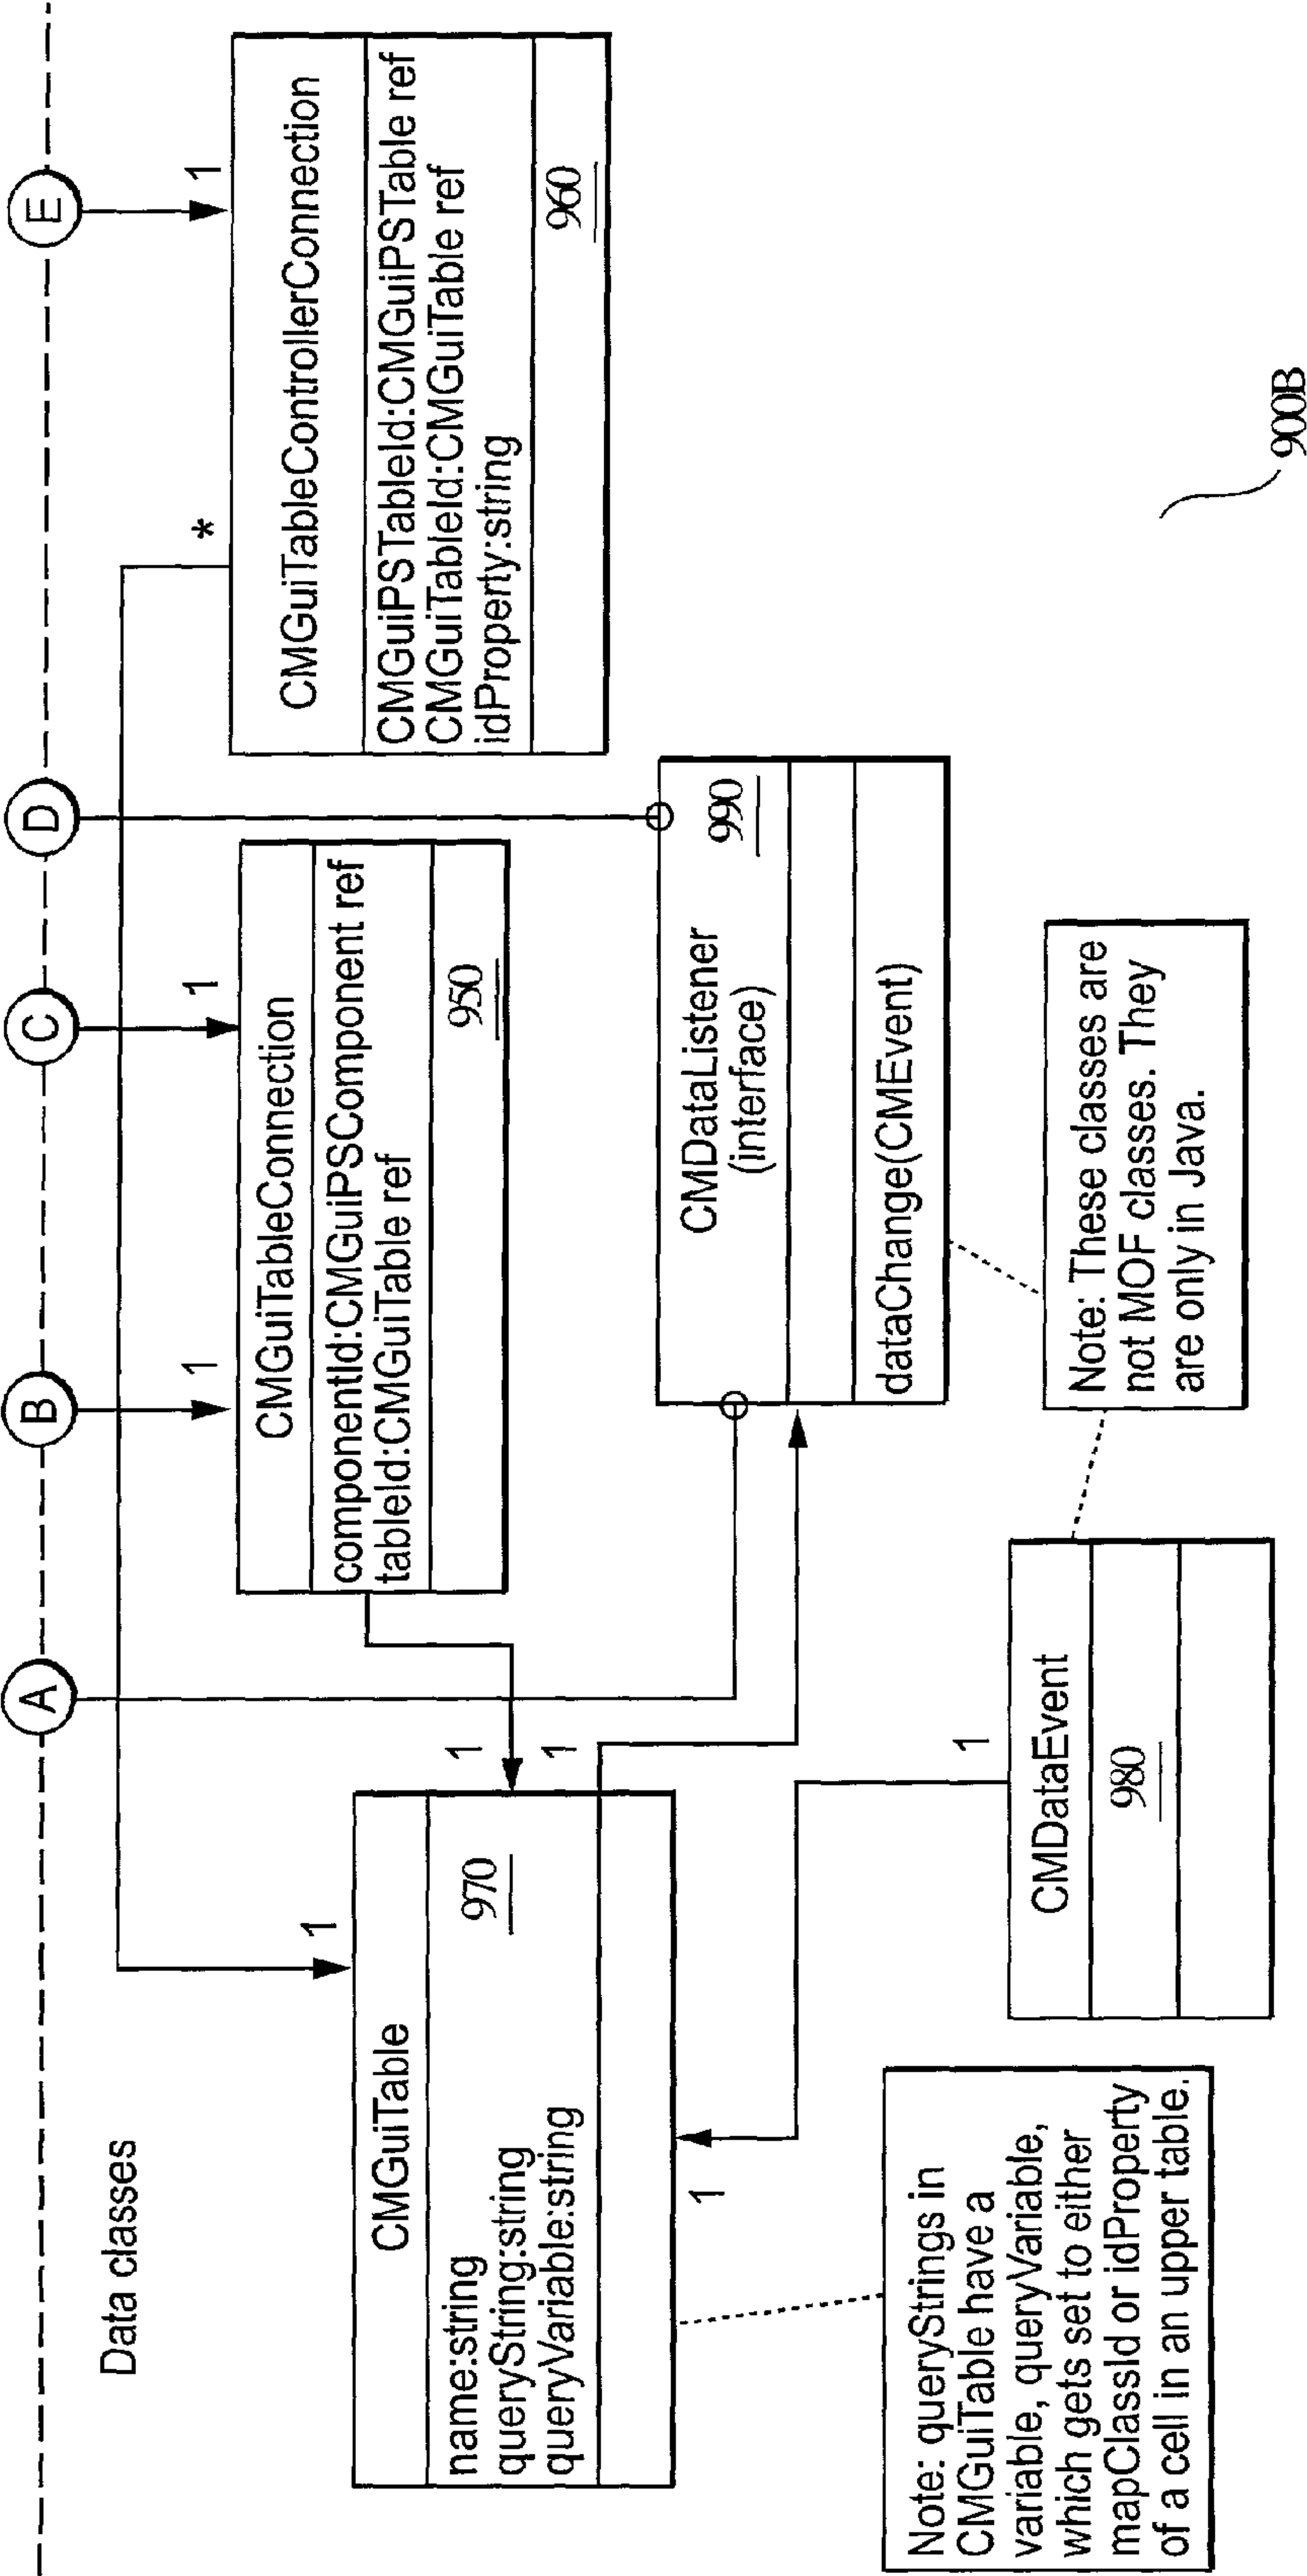 A
B
C
D
E
Data classes
*
1
1
1
1
CMGuiTable
970
name:string
queryString:string
queryVariable:string
1
1
CMGuiTableConnection
componentId:CMGuiPSComponent ref
tableId:CMGuiTable ref
950
CMGuiTableControllerConnection
CMGuiPSTableId:CMGuiPSTable ref
CMGuiTableId:CMGuiTable ref
idProperty:string
960
CMDataListener
(interface)
990
dataChange(CMEvent)
1
1
CMDataEvent
980
Note: queryStrings in
CMGuiTable have a
variable, queryVariable,
which gets set to either
mapClassId or idProperty
of a cell in an upper table.
Note: These classes are
not MOF classes. They
are only in Java.
900B